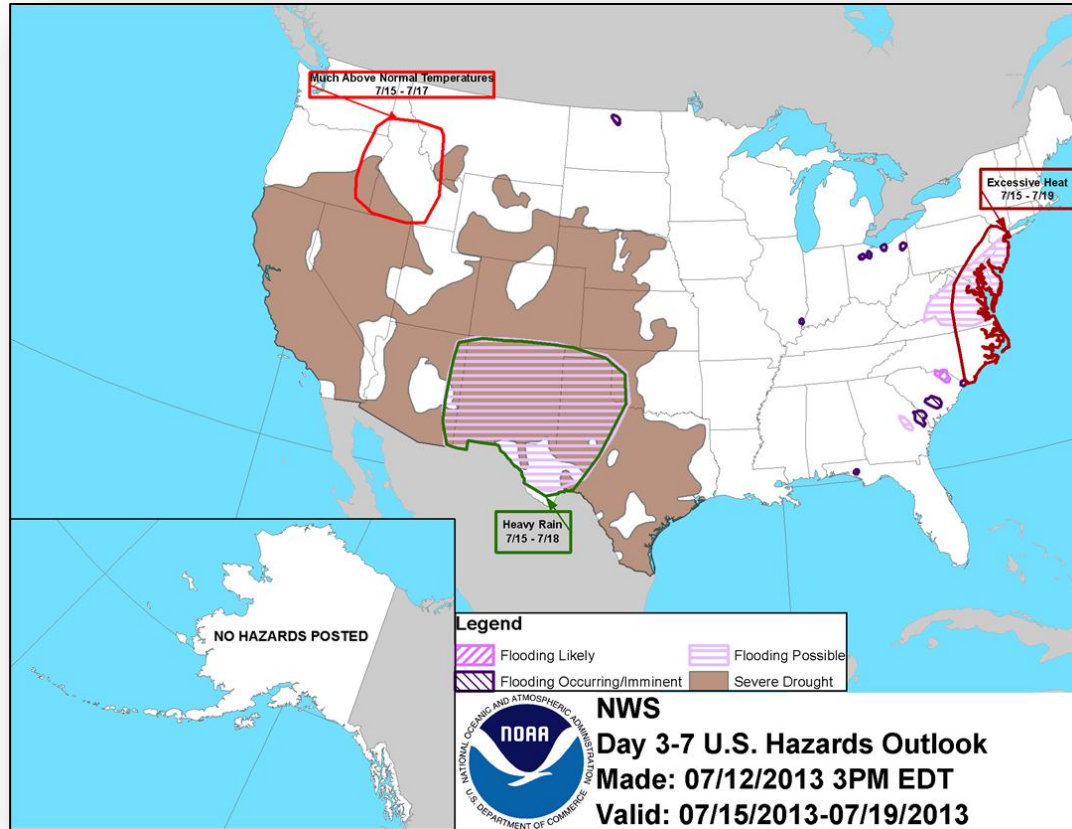 Much Above Normal Temperatures
7/15 - 7/17
Excessive Heat
7/15 - 7/19
Heavy Rain
7/15 - 7/18
NO HAZARDS POSTED
Legend
Flooding Likely
Flooding Possible
Flooding Occurring/Imminent
Severe Drought
NATIONAL OCEANIC AND ATMOSPHERIC ADMINISTRATION
NOAA
U.S. DEPARTMENT OF COMMERCE
NWS
Day 3-7 U.S. Hazards Outlook
Made: 07/12/2013 3PM EDT
Valid: 07/15/2013-07/19/2013